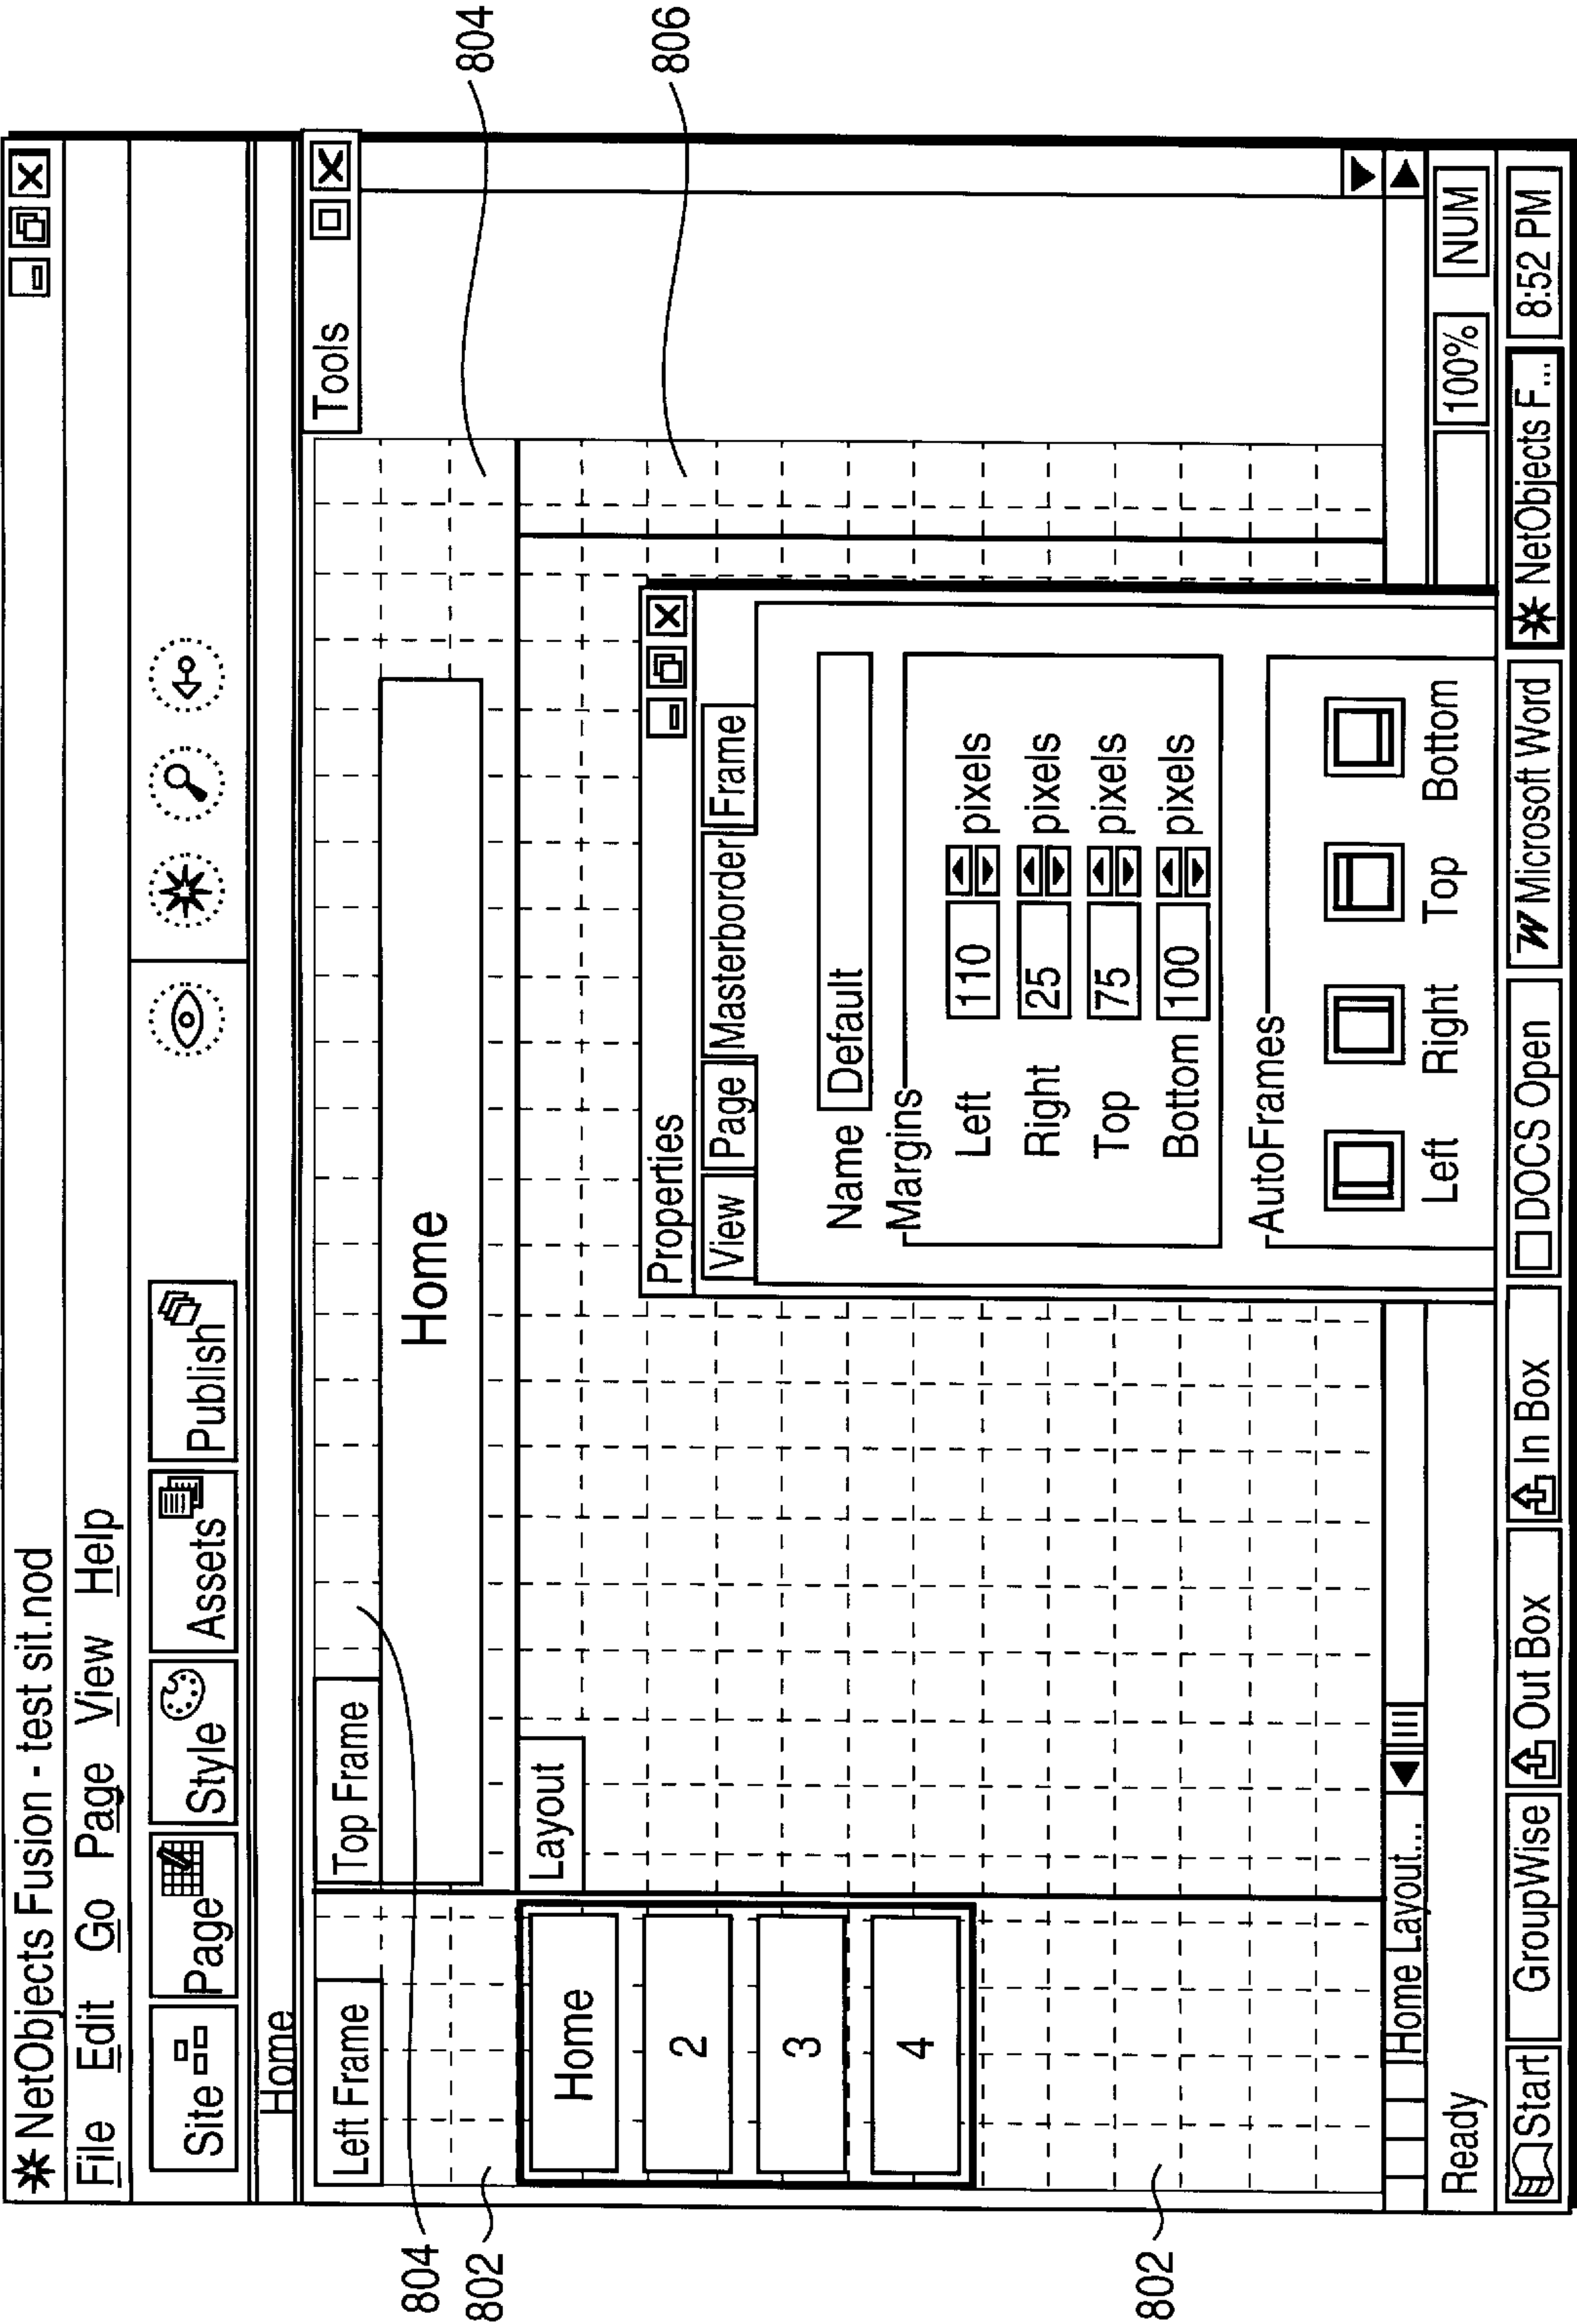 NetObjects Fusion - test sit.nod
File Edit Go Page View Help
Site Page Style Assets Publish
Home
Left Frame
Top Frame
Tools
Home
804
804
802
Layout
806
Home
2
3
4
Properties
View Page Masterborder Frame
Name Default
Margins
Left 110 pixels
Right 25 pixels
Top 75 pixels
Bottom 100 pixels
AutoFrames
Left Right Top Bottom
802
Home Layout...
Ready
100% NUM
Start GroupWise Out Box In Box DOCS Open W Microsoft Word NetObjects F... 8:52 PM